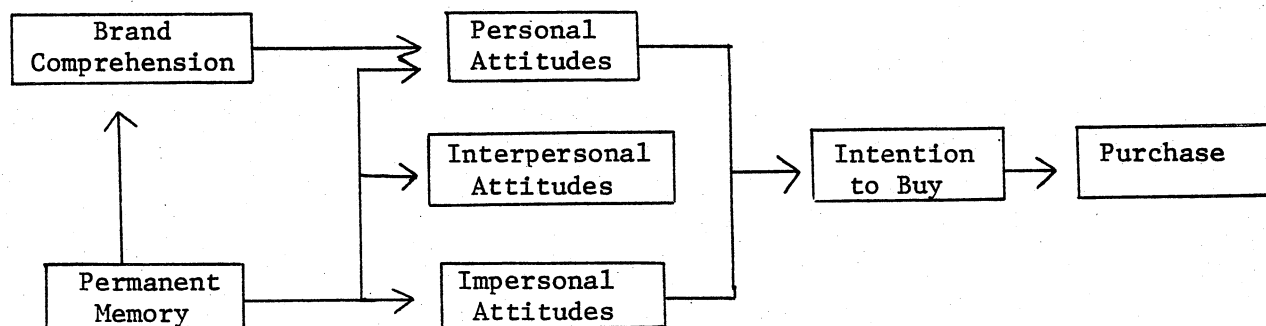 Brand
Comprehension
Personal
Attitudes
Interpersonal
Attitudes
Intention
to Buy
Purchase
Permanent
Memory
Impersonal
Attitudes